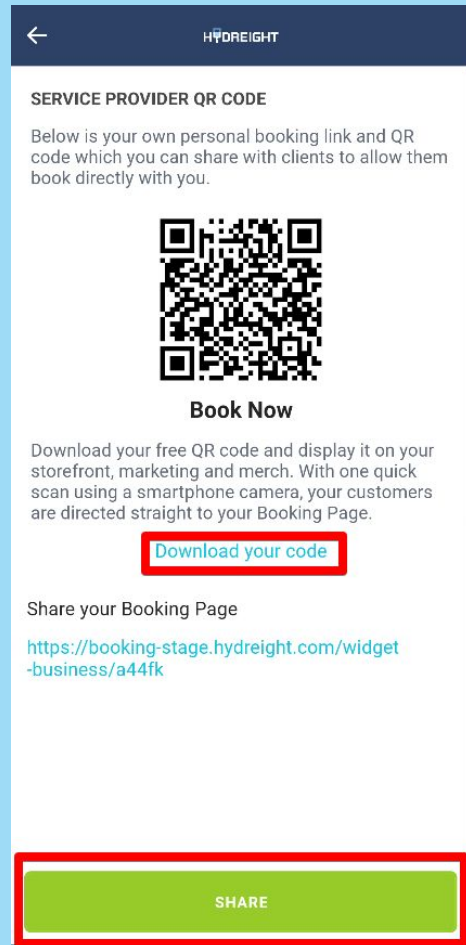 HYDREIGHT
SERVICE PROVIDER QR CODE
Below is your own personal booking link and QR
code which you can share with clients to allow them
book directly with you.
Book Now
Download your free QR code and display it on your
storefront, marketing and merch. With one quick
scan using a smartphone camera, your customers
are directed straight to your Booking Page.
Download your code
Share your Booking Page
https://booking-stage.hydreight.com/widget
-business/a44fk
SHARE